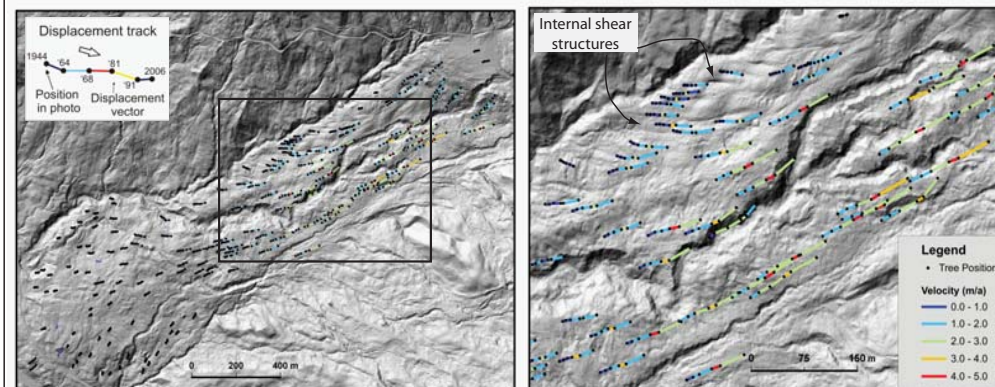 Displacement track
1944
'64
'68
'81
'91
2006
Position
in photo
Displacement
vector
0 200 400 m
Internal shear
structures
Legend
• Tree Position
Velocity (m/a)
0.0 - 1.0
1.0 - 2.0
2.0 - 3.0
3.0 - 4.0
4.0 - 5.0
0 75 150 m